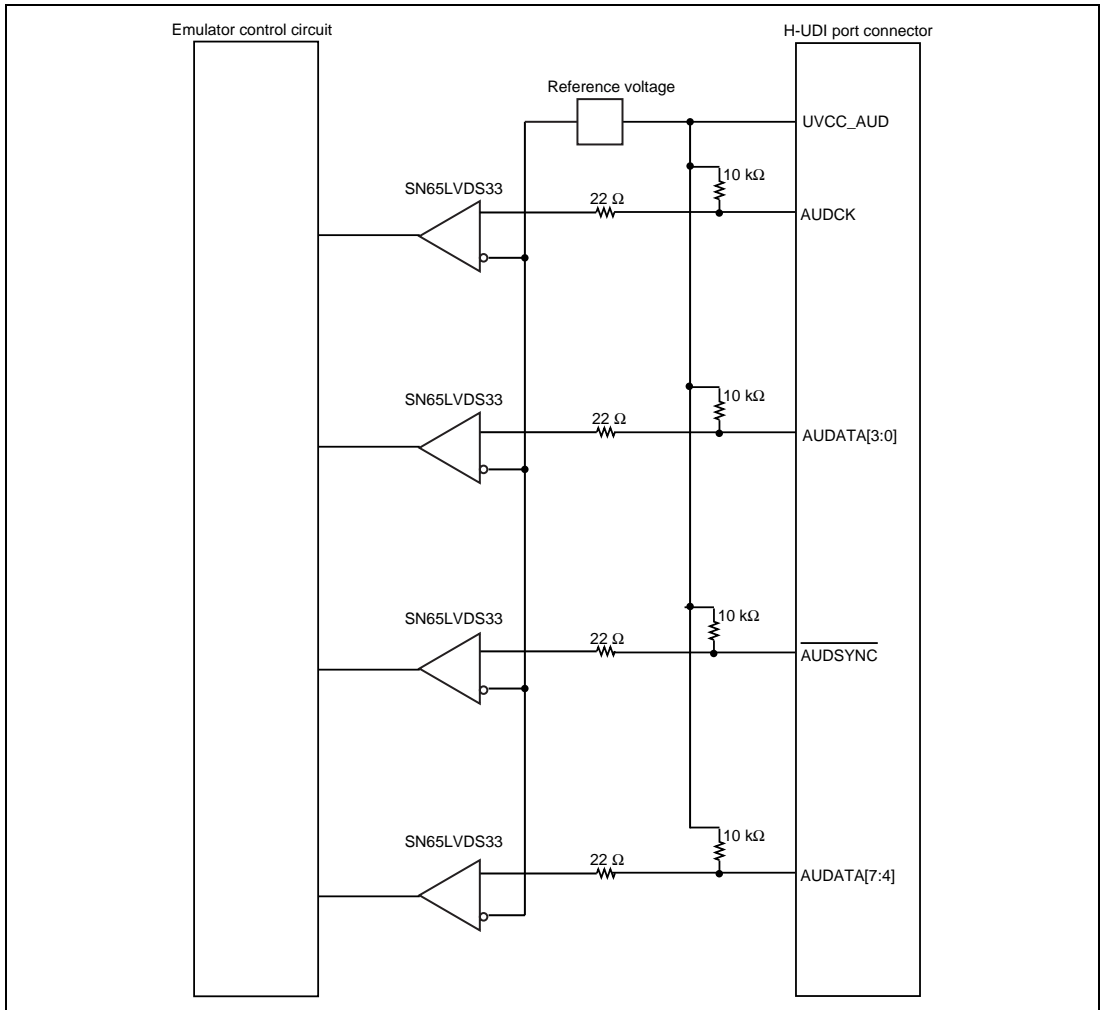 Emulator control circuit
H-UDI port connector
Reference voltage
UVCC_AUD
10 kΩ
SN65LVDS33
22 Ω
AUDCK
10 kΩ
SN65LVDS33
22 Ω
AUDATA[3:0]
10 kΩ
SN65LVDS33
22 Ω
AUDSYNC
10 kΩ
SN65LVDS33
22 Ω
AUDATA[7:4]